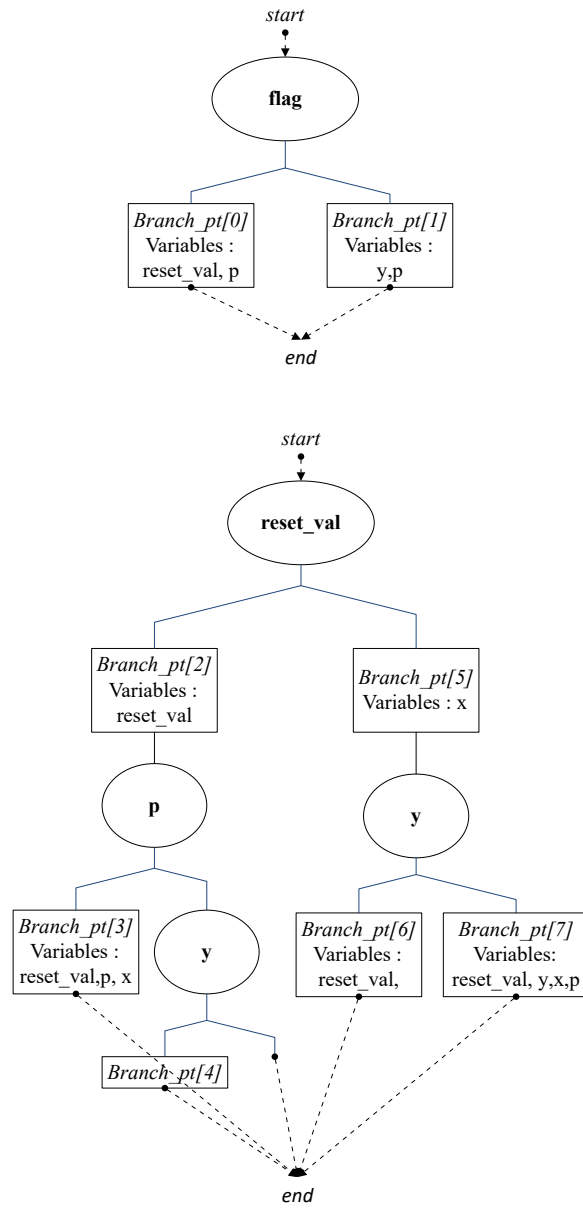 start
flag
Branch_pt[0]
Variables :
reset_val, p
Branch_pt[1]
Variables :
y,p
end
start
reset_val
Branch_pt[2]
Variables :
reset_val
Branch_pt[5]
Variables : x
p
y
Branch_pt[3]
Variables :
reset_val,p, x
y
Branch_pt[6]
Variables :
reset_val,
Branch_pt[7]
Variables:
reset_val, y,x,p
Branch_pt[4]
end